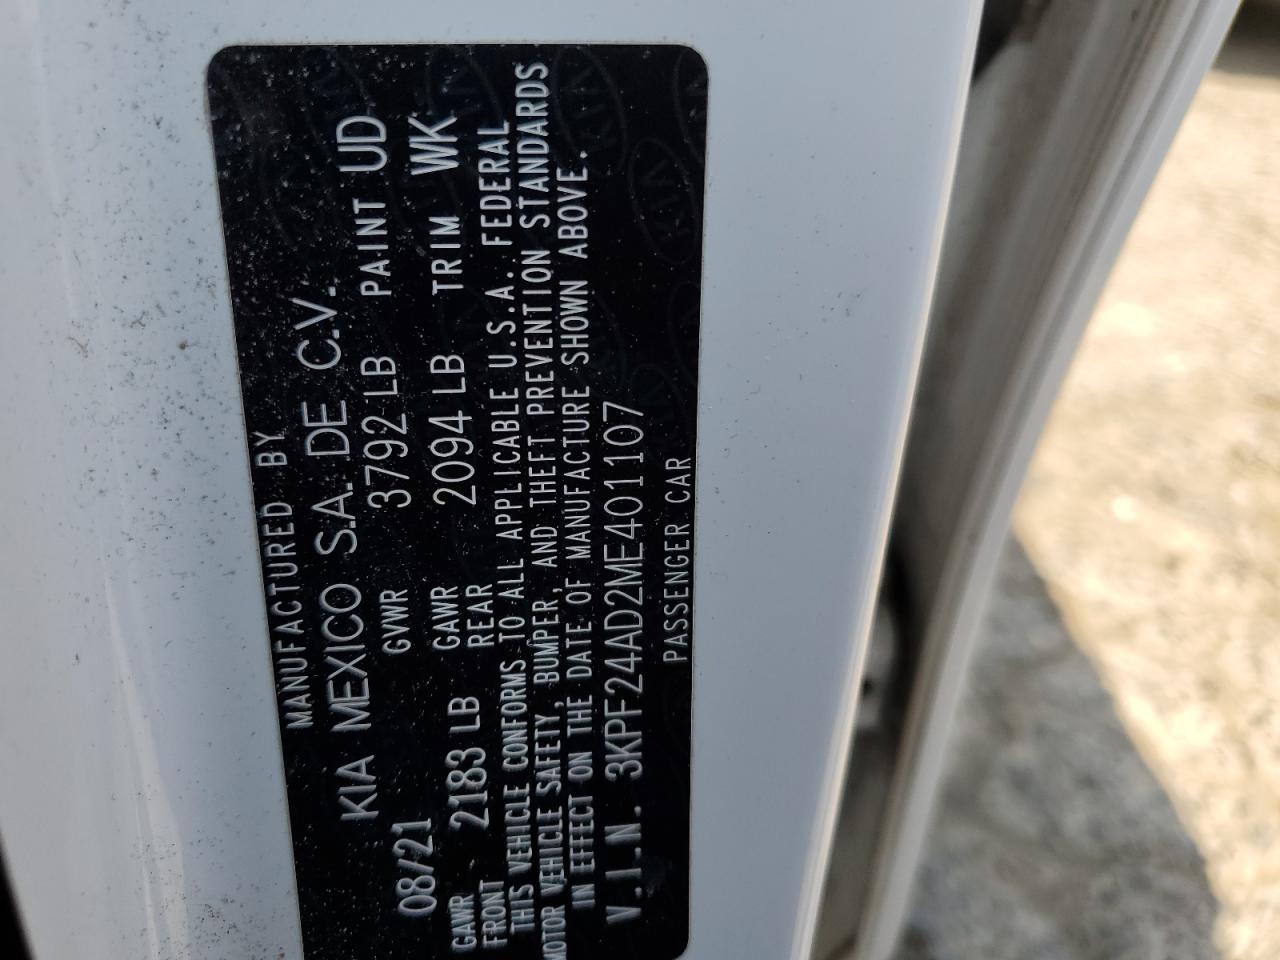 MANUFACTURED BY
KIA MEXICO S.A. DE C.V.
08/21 GVWR 3792 LB PAINT UD
GAWR FRONT 2183 LB GAWR REAR 2094 LB TRIM WK
THIS VEHICLE CONFORMS TO ALL APPLICABLE U.S.A. FEDERAL
MOTOR VEHICLE SAFETY, BUMPER, AND THEFT PREVENTION STANDARDS
IN EFFECT ON THE DATE OF MANUFACTURE SHOWN ABOVE.
V.I.N. 3KPF24AD2ME401107
PASSENGER CAR